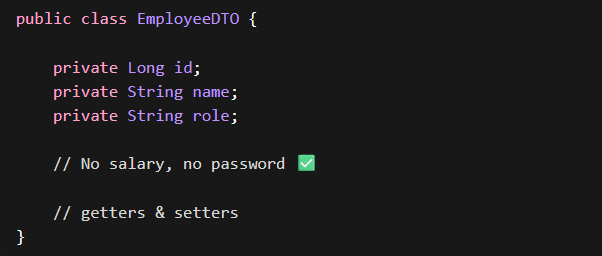 public class EmployeeDTO {
private Long id;
private String name;
private String role;
// No salary, no password ✅
// getters & setters
}